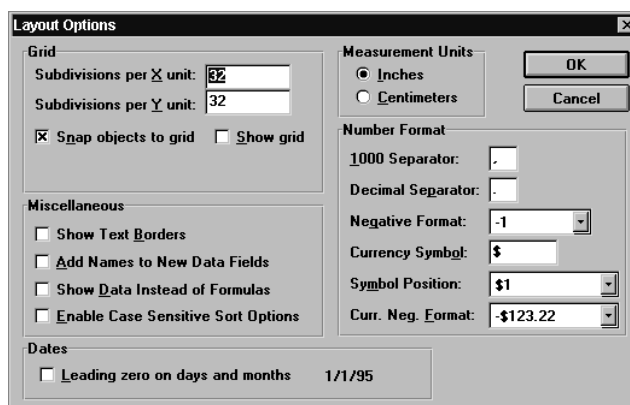 Layout Options
Grid
Subdivisions per X unit: 32
Subdivisions per Y unit: 32
Snap objects to grid Show grid
Measurement Units
Inches
Centimeters
OK
Cancel
Miscellaneous
Show Text Borders
Add Names to New Data Fields
Show Data Instead of Formulas
Enable Case Sensitive Sort Options
Number Format
1000 Separator: ,
Decimal Separator: .
Negative Format: -1
Currency Symbol: $
Symbol Position: $1
Curr. Neg. Format: -$123.22
Dates
Leading zero on days and months 1/1/95